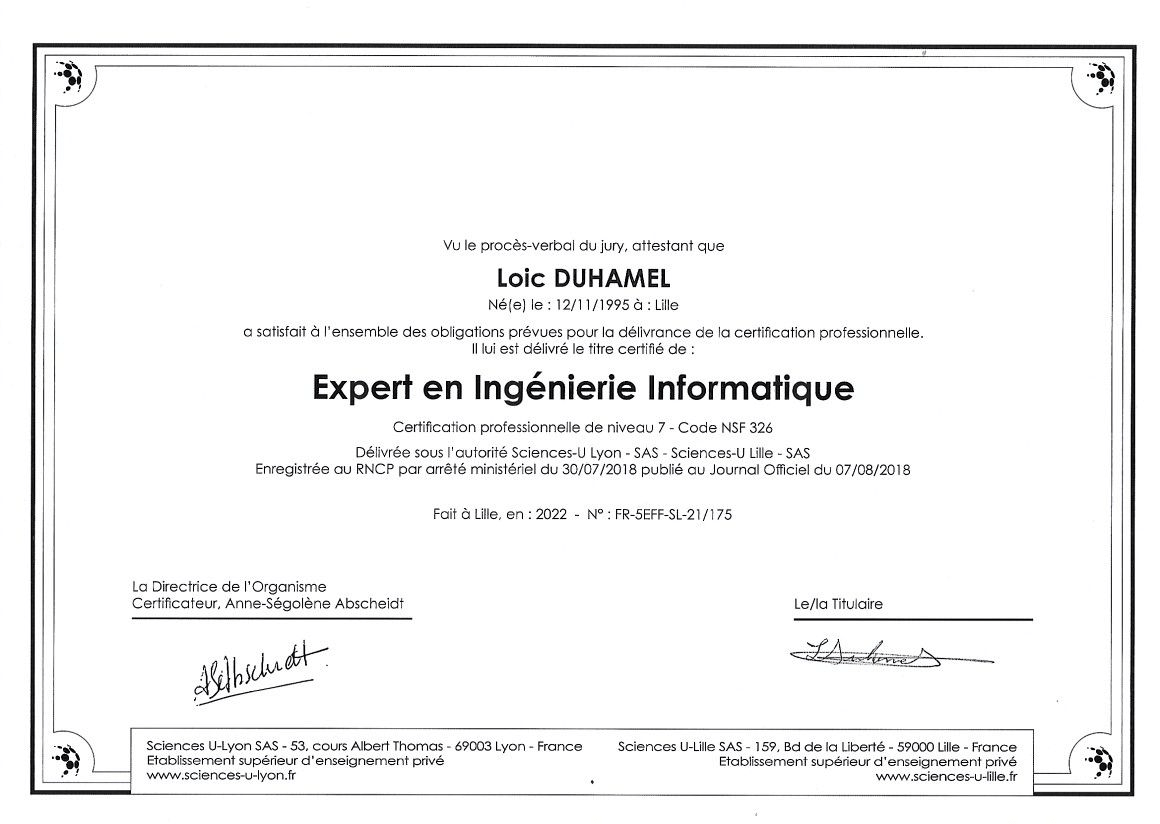 Vu le procès-verbal du jury, attestant que
Loic DUHAMEL
Né(e) le : 12/11/1995 à : Lille
a satisfait à l'ensemble des obligations prévues pour la délivrance de la certification professionnelle.
Il lui est délivré le titre certifié de :
Expert en Ingénierie Informatique
Certification professionnelle de niveau 7 - Code NSF 326
Délivrée sous l'autorité Sciences-U Lyon - SAS - Sciences-U Lille - SAS
Enregistrée au RNCP par arrêté ministériel du 30/07/2018 publié au Journal Officiel du 07/08/2018
Fait à Lille, en : 2022 - N° : FR-5EFF-SL-21/175
La Directrice de l'Organisme
Certificateur, Anne-Ségolène Abscheidt
Le/la Titulaire
Sciences U-Lyon SAS - 53, cours Albert Thomas - 69003 Lyon - France
Etablissement supérieur d'enseignement privé
www.sciences-u-lyon.fr
Sciences U-Lille SAS - 159, Bd de la Liberté - 59000 Lille - France
Etablissement supérieur d'enseignement privé
www.sciences-u-lille.fr